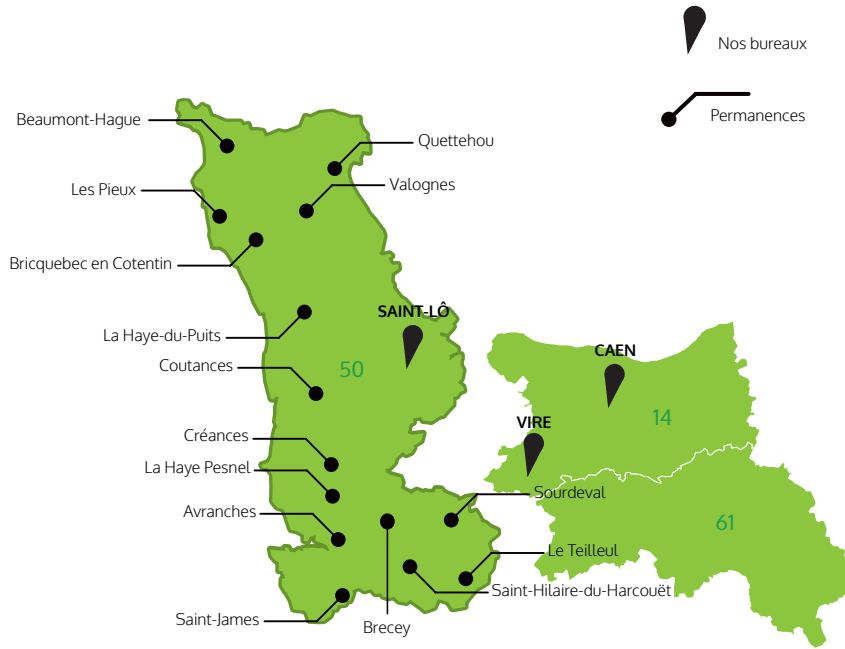 Nos bureaux
Permanences
Beaumont-Hague
Quettehou
Les Pieux
Valognes
Bricquebec en Cotentin
SAINT-LÔ
La Haye-du-Puits
CAEN
Coutances
50
14
VIRE
Créances
La Haye Pesnel
Sourdeval
Avranches
61
Le Teilleul
Saint-Hilaire-du-Harcouët
Saint-James
Brecey